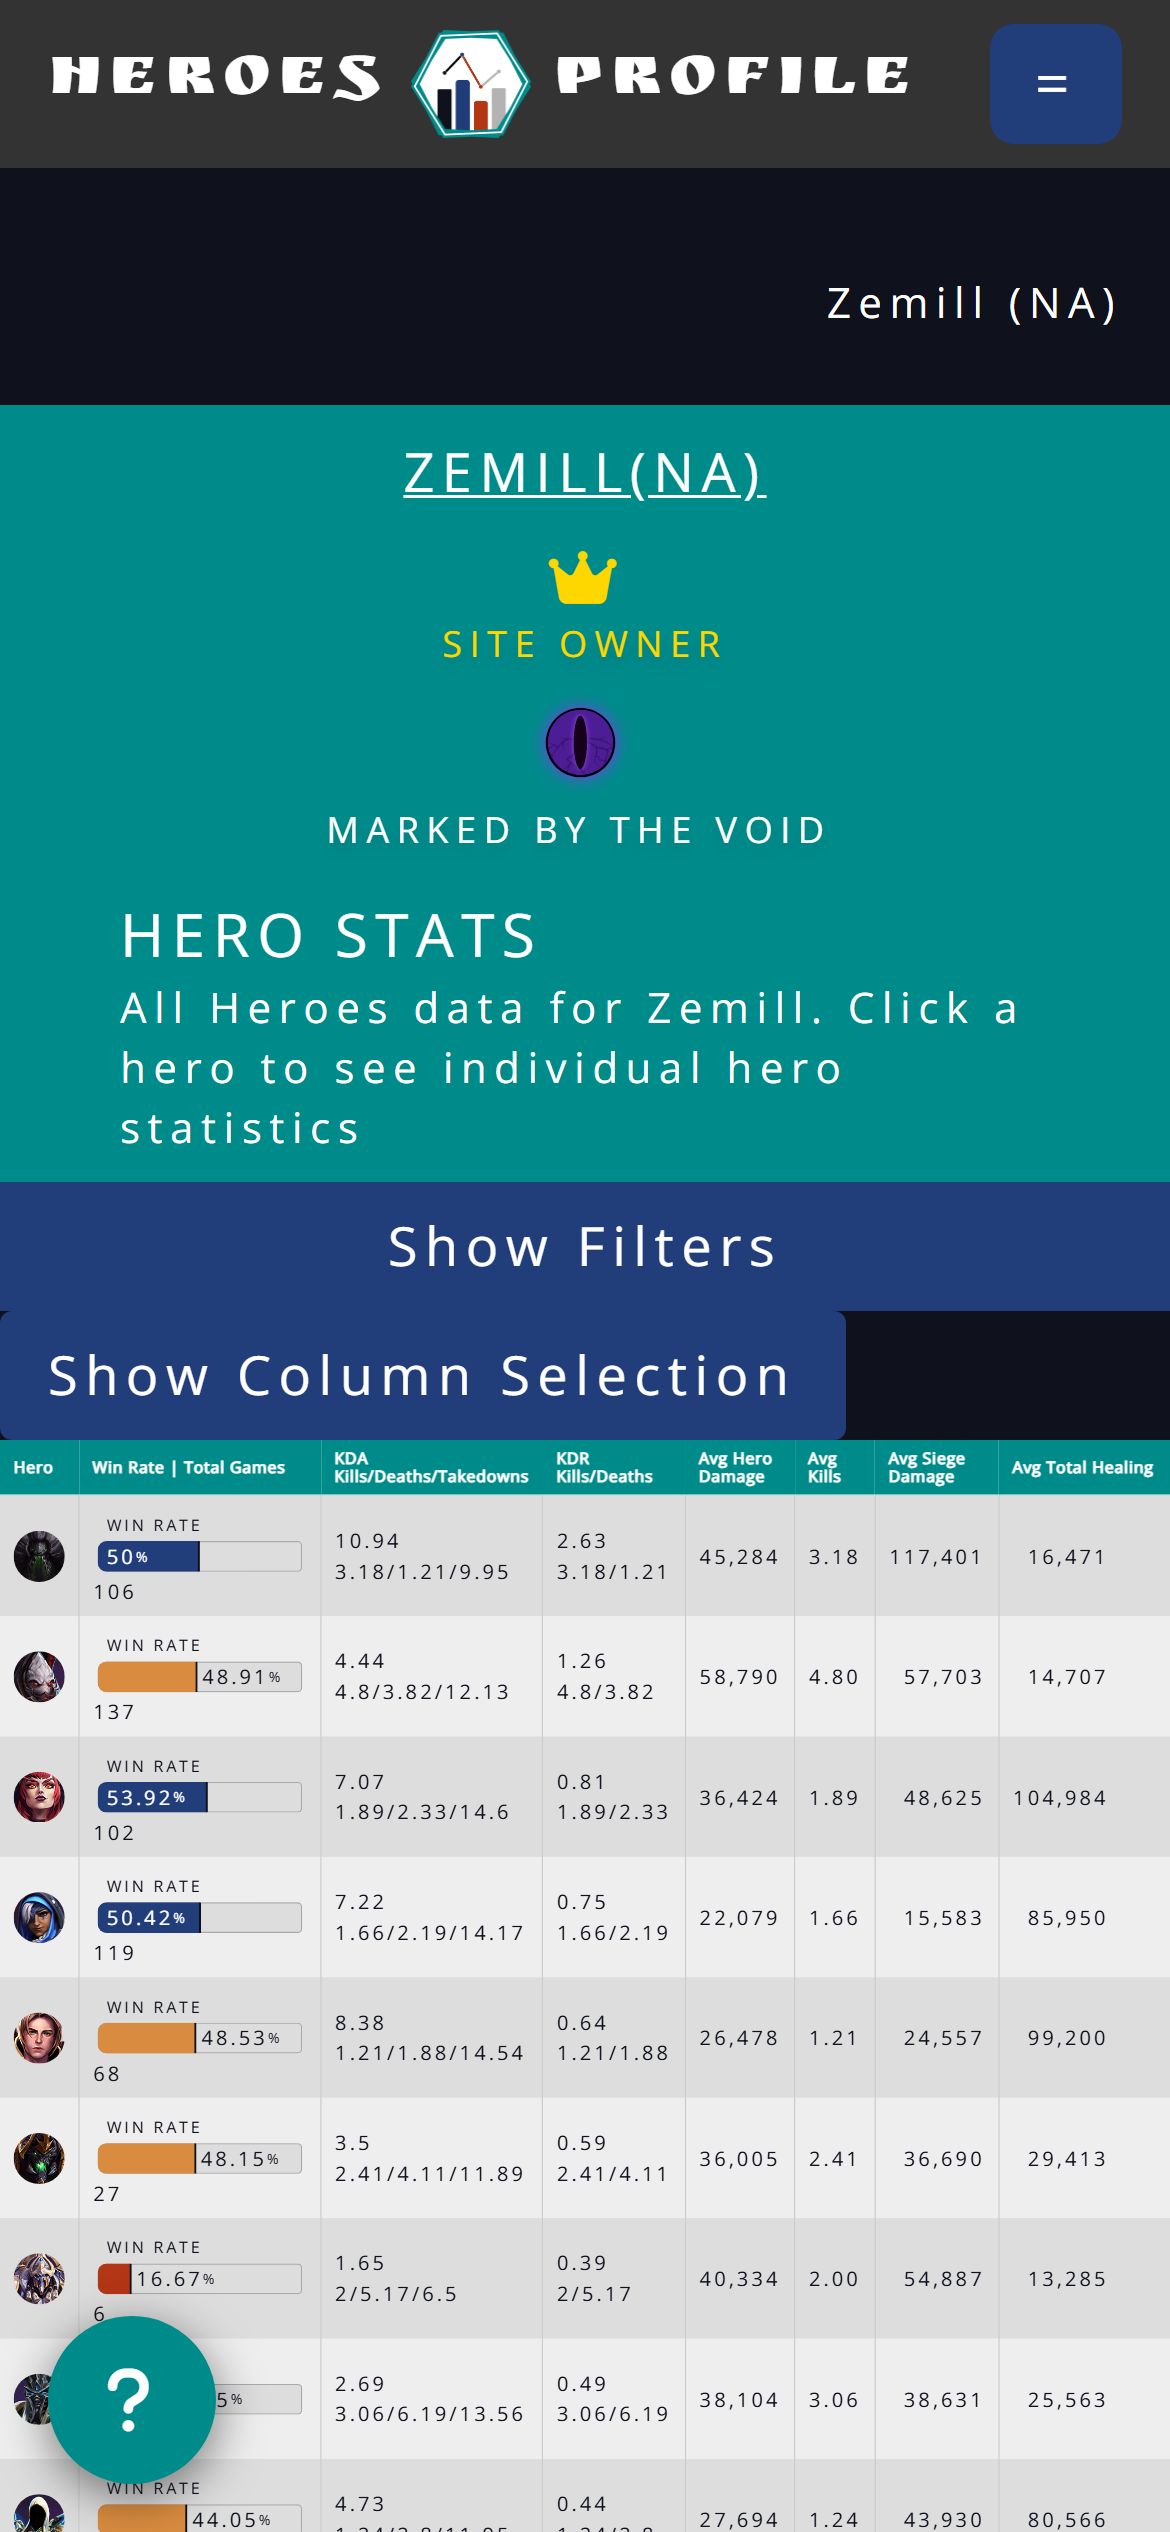 HEROES PROFILE
=
Zemill (NA)
ZEMILL(NA)
SITE OWNER
MARKED BY THE VOID
HERO STATS
All Heroes data for Zemill. Click a
hero to see individual hero
statistics
Show Filters
Show Column Selection
Hero Win Rate | Total Games KDA Kills/Deaths/Takedowns KDR Kills/Deaths Avg Hero Damage Avg Kills Avg Siege Damage Avg Total Healing
WIN RATE
50% 10.94 2.63 45,284 3.18 117,401 16,471
106 3.18/1.21/9.95 3.18/1.21
WIN RATE
48.91% 4.44 1.26 58,790 4.80 57,703 14,707
137 4.8/3.82/12.13 4.8/3.82
WIN RATE
53.92% 7.07 0.81 36,424 1.89 48,625 104,984
102 1.89/2.33/14.6 1.89/2.33
WIN RATE
50.42% 7.22 0.75 22,079 1.66 15,583 85,950
119 1.66/2.19/14.17 1.66/2.19
WIN RATE
48.53% 8.38 0.64 26,478 1.21 24,557 99,200
68 1.21/1.88/14.54 1.21/1.88
WIN RATE
48.15% 3.5 0.59 36,005 2.41 36,690 29,413
27 2.41/4.11/11.89 2.41/4.11
WIN RATE
16.67% 1.65 0.39 40,334 2.00 54,887 13,285
6 2/5.17/6.5 2/5.17
5% 2.69 0.49 38,104 3.06 38,631 25,563
3.06/6.19/13.56 3.06/6.19
?
WIN RATE
44.05% 4.73 0.44 27,694 1.24 43,930 80,566